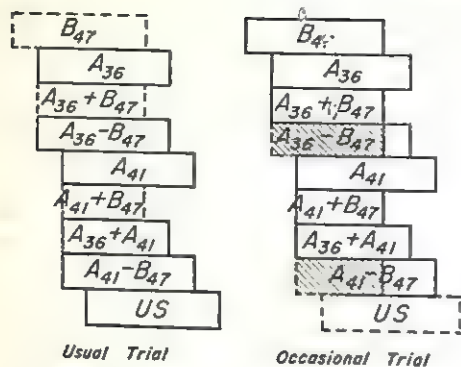 B₄₇
A₃₆
A₃₆+B₄₇
A₃₆-B₄₇
A₄₁
A₄₁+B₄₇
A₃₆+A₄₁
A₄₁-B₄₇
US
Usual Trial
B₄₇
A₃₆
A₃₆+B₄₇
A₃₆-B₄₇
A₄₁
A₄₁+B₄₇
A₃₆+A₄₁
A₄₁-B₄₇
US
Occasional Trial